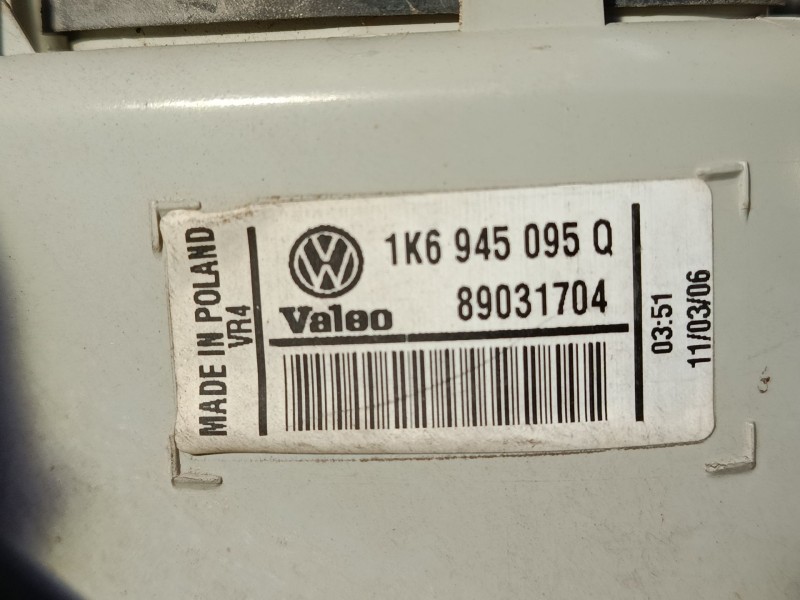 MADE IN POLAND
VR4
1K6 945 095 Q
Valeo
89031704
03:51
11/03/06